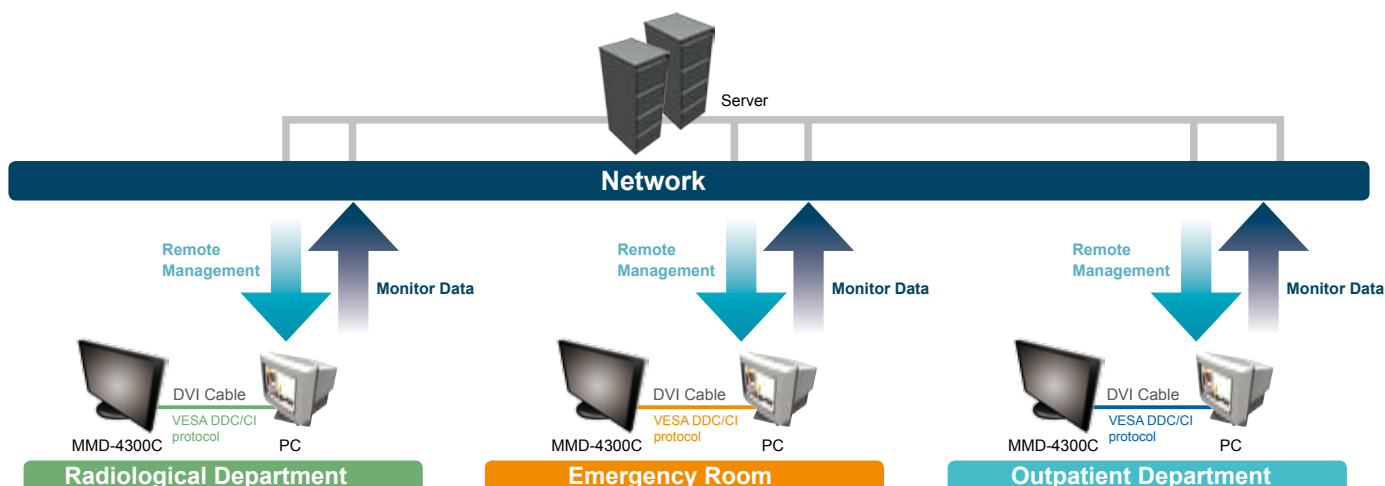 Server
Network
Remote
Management
Monitor Data
Remote
Management
Monitor Data
Remote
Management
Monitor Data
DVI Cable
VESA DDC/CI
protocol
MMD-4300C
PC
DVI Cable
VESA DDC/CI
protocol
MMD-4300C
PC
DVI Cable
VESA DDC/CI
protocol
MMD-4300C
PC
Radiological Department
Emergency Room
Outpatient Department